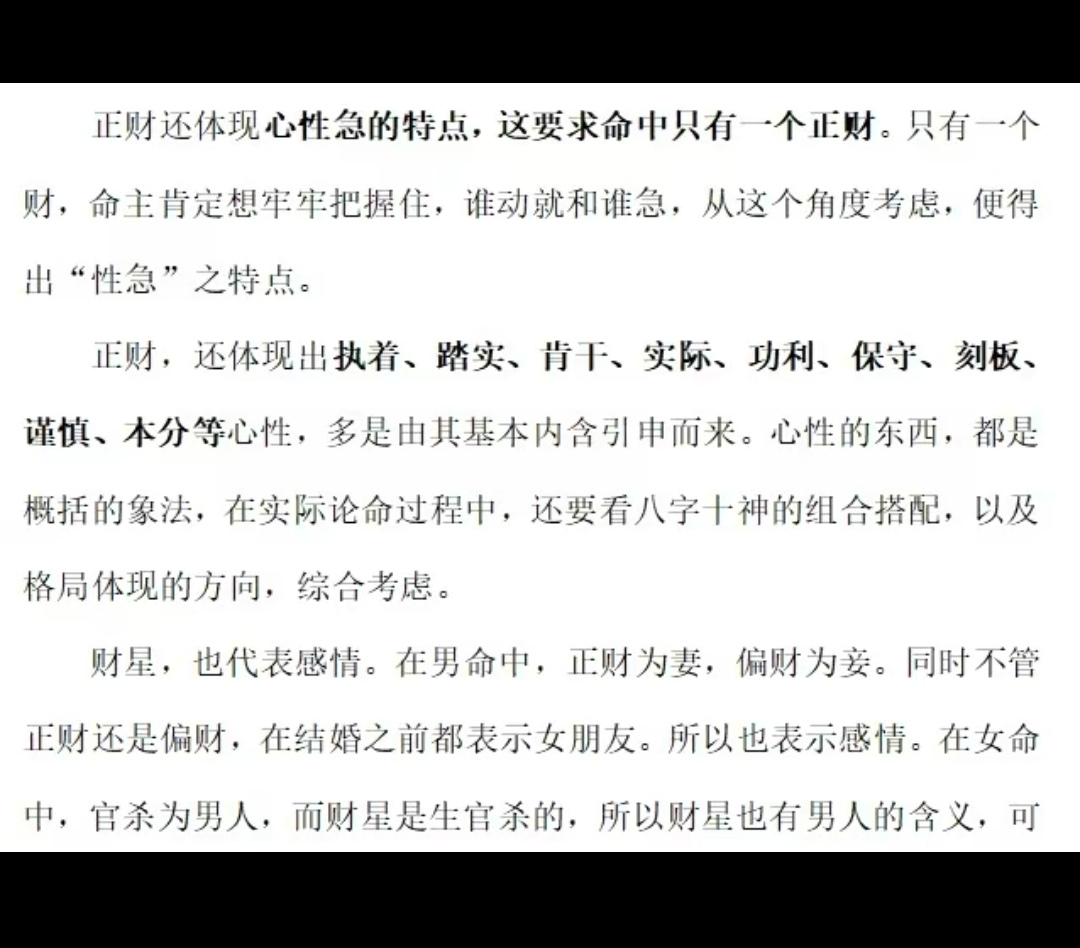 正财还体现心性急的特点，这要求命中只有一个正财。只有一个
财，命主肯定想牢牢把握住，谁动就和谁急，从这个角度考虑，便得
出“性急”之特点。
正财，还体现出执着、踏实、肯干、实际、功利、保守、刻板、
谨慎、本分等心性，多是由其基本内含引申而来。心性的东西，都是
概括的象法，在实际论命过程中，还要看八字十神的组合搭配，以及
格局体现的方向，综合考虑。
财星，也代表感情。在男命中，正财为妻，偏财为妾。同时不管
正财还是偏财，在结婚之前都表示女朋友。所以也表示感情。在女命
中，官杀为男人，而财星是生官杀的，所以财星也有男人的含义，可